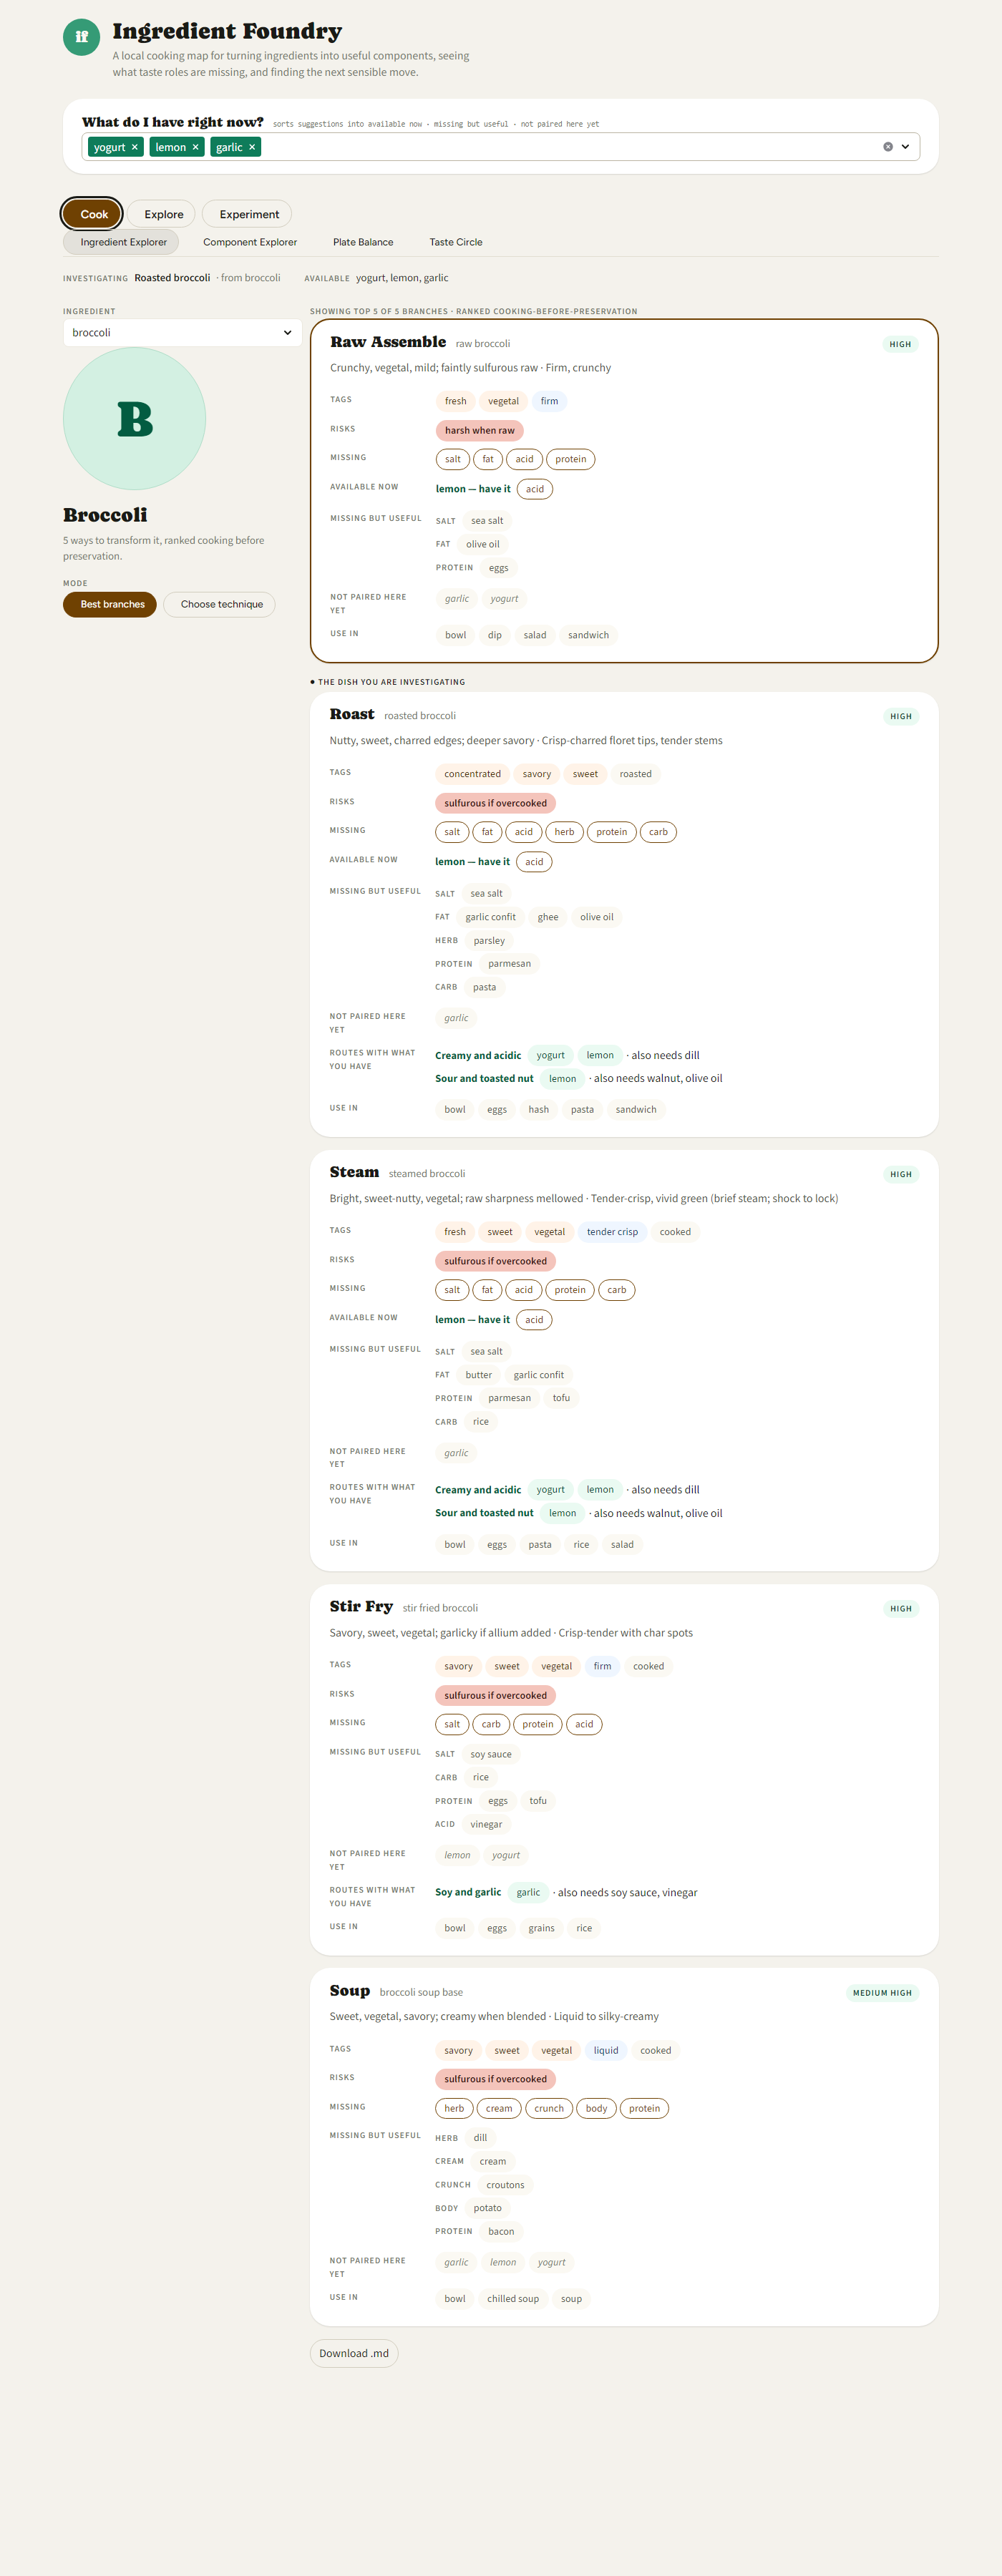 if
Ingredient Foundry
A local cooking map for turning ingredients into useful components, seeing
what taste roles are missing, and finding the next sensible move.
What do I have right now? sorts suggestions into available now · missing but useful · not paired here yet
yogurt × lemon × garlic ×
Cook Explore Experiment
Ingredient Explorer Component Explorer Plate Balance Taste Circle
INVESTIGATING Roasted broccoli · from broccoli AVAILABLE yogurt, lemon, garlic
INGREDIENT
broccoli
B
Broccoli
5 ways to transform it, ranked cooking before
preservation.
MODE
Best branches Choose technique
SHOWING TOP 5 OF 5 BRANCHES · RANKED COOKING-BEFORE-PRESERVATION
Raw Assemble raw broccoli HIGH
Crunchy, vegetal, mild; faintly sulfurous raw · Firm, crunchy
TAGS fresh vegetal firm
RISKS harsh when raw
MISSING salt fat acid protein
AVAILABLE NOW lemon — have it acid
MISSING BUT USEFUL SALT sea salt
FAT olive oil
PROTEIN eggs
NOT PAIRED HERE YET garlic yogurt
USE IN bowl dip salad sandwich
● THE DISH YOU ARE INVESTIGATING
Roast roasted broccoli HIGH
Nutty, sweet, charred edges; deeper savory · Crisp-charred floret tips, tender stems
TAGS concentrated savory sweet roasted
RISKS sulfurous if overcooked
MISSING salt fat acid herb protein carb
AVAILABLE NOW lemon — have it acid
MISSING BUT USEFUL SALT sea salt
FAT garlic confit ghee olive oil
HERB parsley
PROTEIN parmesan
CARB pasta
NOT PAIRED HERE YET garlic
ROUTES WITH WHAT YOU HAVE Creamy and acidic yogurt lemon · also needs dill
Sour and toasted nut lemon · also needs walnut, olive oil
USE IN bowl eggs hash pasta sandwich
Steam steamed broccoli HIGH
Bright, sweet-nutty, vegetal; raw sharpness mellowed · Tender-crisp, vivid green (brief steam; shock to lock)
TAGS fresh sweet vegetal tender crisp cooked
RISKS sulfurous if overcooked
MISSING salt fat acid protein carb
AVAILABLE NOW lemon — have it acid
MISSING BUT USEFUL SALT sea salt
FAT butter garlic confit
PROTEIN parmesan tofu
CARB rice
NOT PAIRED HERE YET garlic
ROUTES WITH WHAT YOU HAVE Creamy and acidic yogurt lemon · also needs dill
Sour and toasted nut lemon · also needs walnut, olive oil
USE IN bowl eggs pasta rice salad
Stir Fry stir fried broccoli HIGH
Savory, sweet, vegetal; garlicky if allium added · Crisp-tender with char spots
TAGS savory sweet vegetal firm cooked
RISKS sulfurous if overcooked
MISSING salt carb protein acid
MISSING BUT USEFUL SALT soy sauce
CARB rice
PROTEIN eggs tofu
ACID vinegar
NOT PAIRED HERE YET lemon yogurt
ROUTES WITH WHAT YOU HAVE Soy and garlic garlic · also needs soy sauce, vinegar
USE IN bowl eggs grains rice
Soup broccoli soup base MEDIUM HIGH
Sweet, vegetal, savory; creamy when blended · Liquid to silky-creamy
TAGS savory sweet vegetal liquid cooked
RISKS sulfurous if overcooked
MISSING herb cream crunch body protein
MISSING BUT USEFUL HERB dill
CREAM cream
CRUNCH croutons
BODY potato
PROTEIN bacon
NOT PAIRED HERE YET garlic lemon yogurt
USE IN bowl chilled soup soup
Download .md